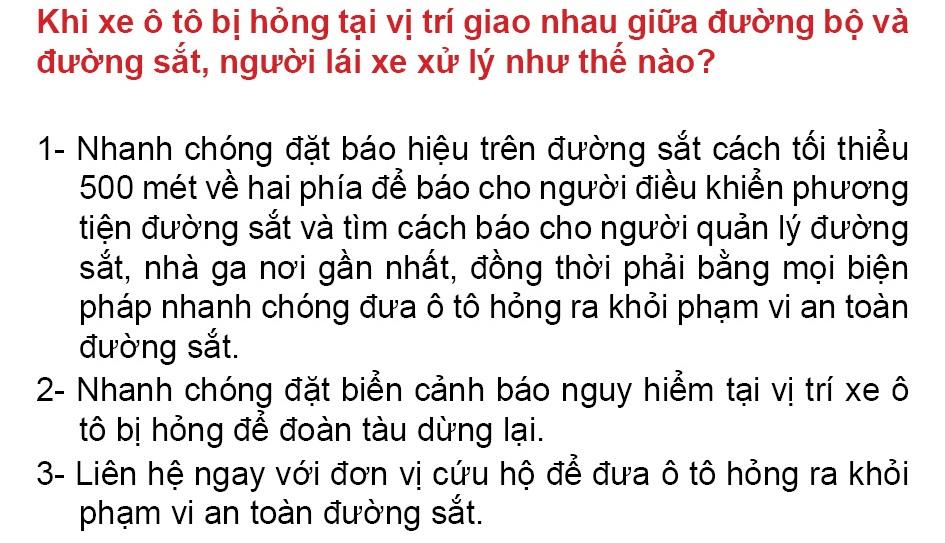 Khi xe ô tô bị hỏng tại vị trí giao nhau giữa đường bộ và
đường sắt, người lái xe xử lý như thế nào?
1- Nhanh chóng đặt báo hiệu trên đường sắt cách tối thiểu
500 mét về hai phía để báo cho người điều khiển phương
tiện đường sắt và tìm cách báo cho người quản lý đường
sắt, nhà ga nơi gần nhất, đồng thời phải bằng mọi biện
pháp nhanh chóng đưa ô tô hỏng ra khỏi phạm vi an toàn
đường sắt.
2- Nhanh chóng đặt biển cảnh báo nguy hiểm tại vị trí xe ô
tô bị hỏng để đoàn tàu dừng lại.
3- Liên hệ ngay với đơn vị cứu hộ để đưa ô tô hỏng ra khỏi
phạm vi an toàn đường sắt.